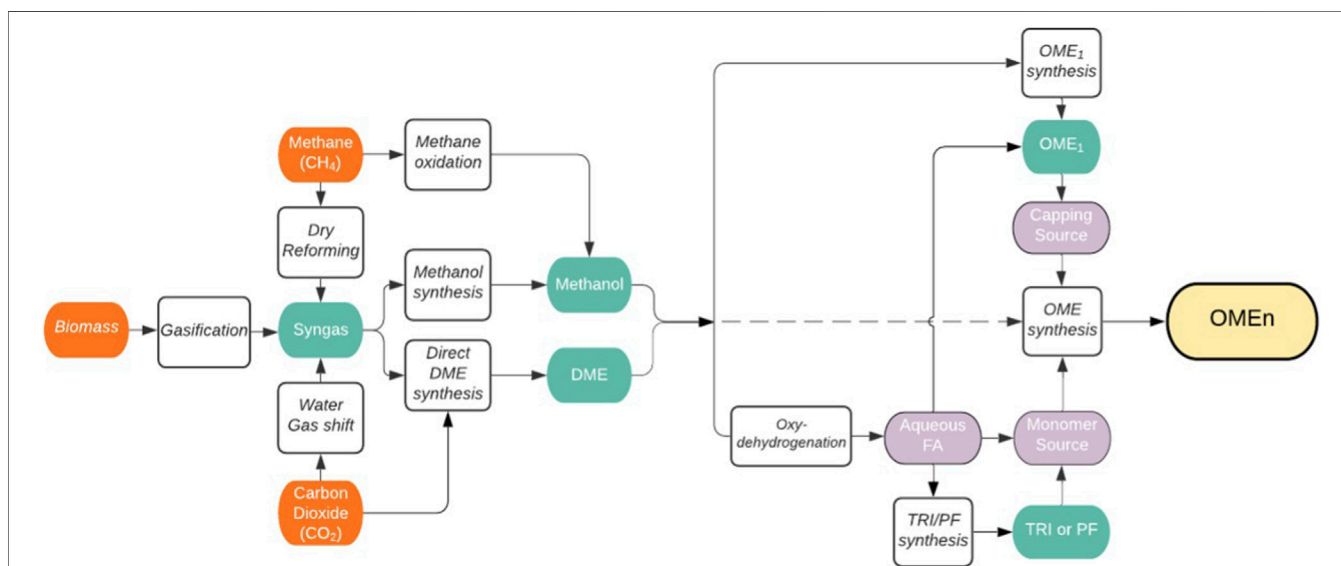 OME₁
synthesis
Methane
(CH₄)
Methane
oxidation
OME₁
Dry
Reforming
Capping
Source
Methanol
synthesis
Methanol
Biomass
Gasification
Syngas
OME
synthesis
OMEn
Direct
DME
synthesis
DME
Water
Gas shift
Oxy-
dehydrogenation
Aqueous
FA
Monomer
Source
Carbon
Dioxide
(CO₂)
TRI/PF
synthesis
TRI or PF